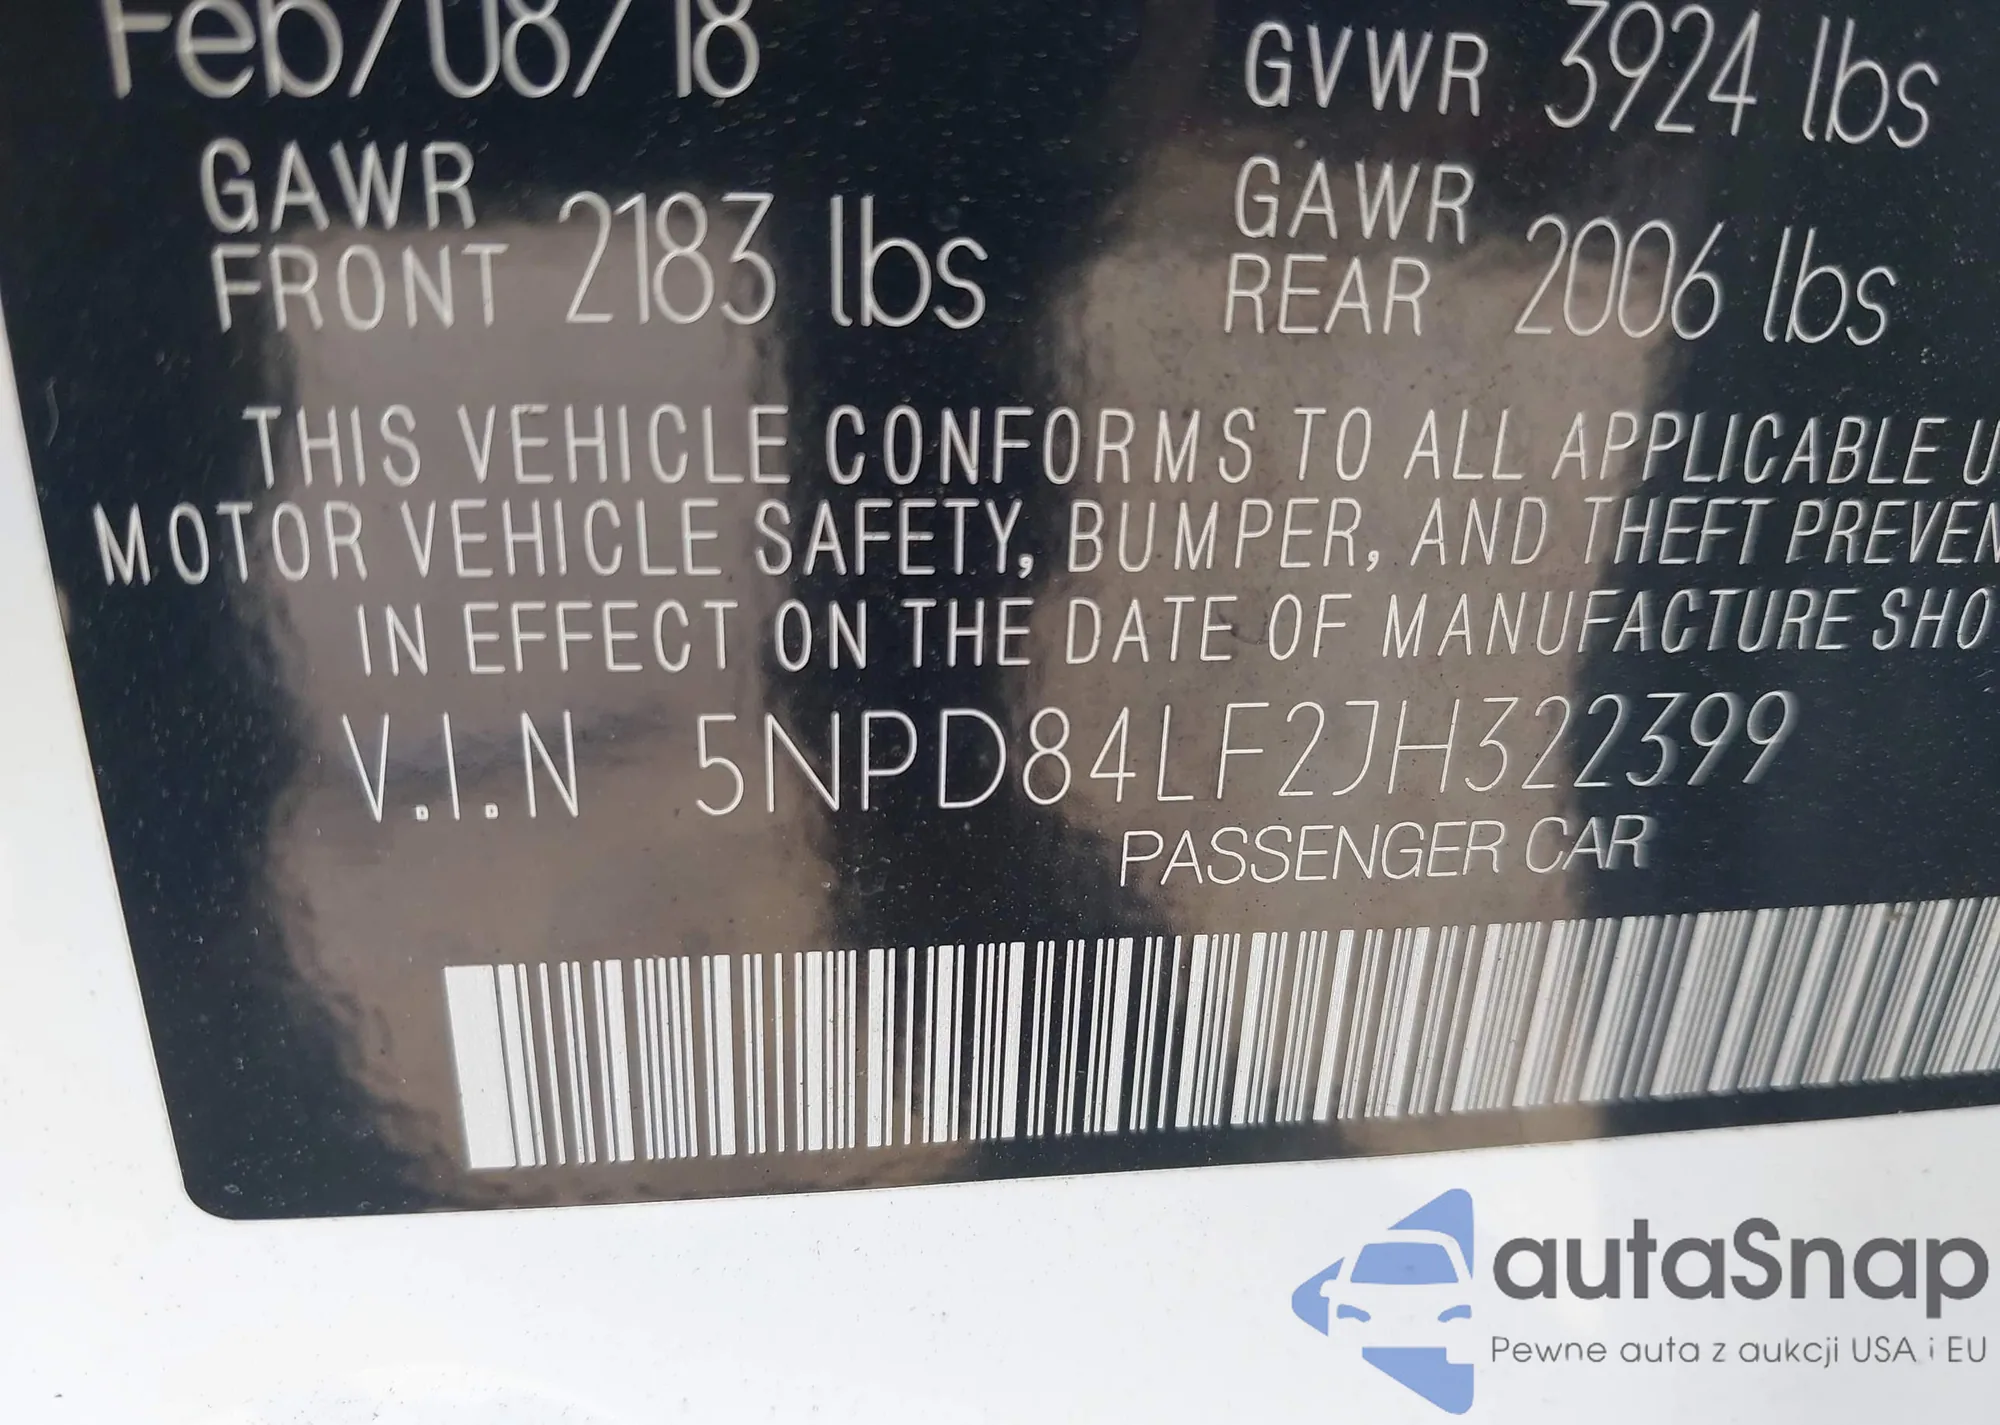 Feb/08/18 GVWR 3924 lbs
GAWR FRONT 2183 lbs GAWR REAR 2006 lbs
THIS VEHICLE CONFORMS TO ALL APPLICABLE U
MOTOR VEHICLE SAFETY, BUMPER, AND THEFT PREVEN
IN EFFECT ON THE DATE OF MANUFACTURE SHO
V.I.N 5NPD84LF2JH322399
PASSENGER CAR
autaSnap
Pewne auta z aukcji USA i EU